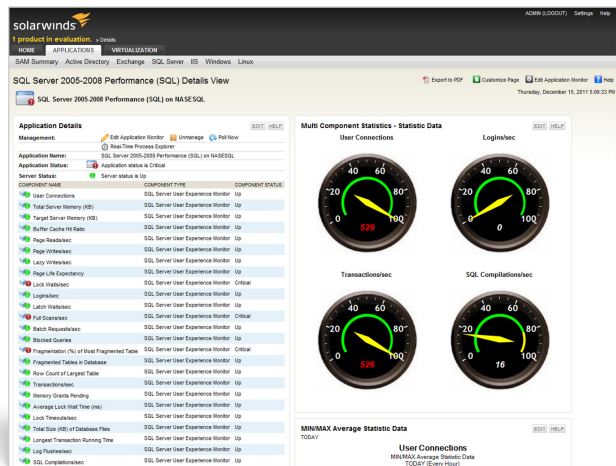 ADMIN (LOGOUT) Settings Help
solarwinds
1 product in evaluation. » Details
HOME APPLICATIONS VIRTUALIZATION
SAM Summary Active Directory Exchange SQL Server IIS Windows Linux
SQL Server 2005-2008 Performance (SQL) Details View
Export to PDF Customize Page Edit Application Monitor Help
Thursday, December 15, 2011 5:06:33 PM
SQL Server 2005-2008 Performance (SQL) on NASESQL
Application Details EDIT HELP
Management: Edit Application Monitor Unmanage Poll Now
Real-Time Process Explorer
Application Name: SQL Server 2005-2008 Performance (SQL) on NASESQL
Application Status: Application status is Critical
Server Status: Server status is Up
COMPONENT NAME COMPONENT TYPE COMPONENT STATUS
User Connections SQL Server User Experience Monitor Up
Total Server Memory (KB) SQL Server User Experience Monitor Up
Target Server Memory (KB) SQL Server User Experience Monitor Up
Buffer Cache Hit Ratio SQL Server User Experience Monitor Up
Page Reads/sec SQL Server User Experience Monitor Up
Page Writes/sec SQL Server User Experience Monitor Up
Lazy Writes/sec SQL Server User Experience Monitor Up
Page Life Expectancy SQL Server User Experience Monitor Up
Lock Waits/sec SQL Server User Experience Monitor Critical
Logins/sec SQL Server User Experience Monitor Up
Latch Waits/sec SQL Server User Experience Monitor Up
Full Scans/sec SQL Server User Experience Monitor Critical
Batch Requests/sec SQL Server User Experience Monitor Up
Blocked Queries SQL Server User Experience Monitor Up
Fragmentation (%) of Most Fragmented Table SQL Server User Experience Monitor Critical
Fragmented Tables in Database SQL Server User Experience Monitor Up
Row Count of Largest Table SQL Server User Experience Monitor Up
Transactions/sec SQL Server User Experience Monitor Up
Memory Grants Pending SQL Server User Experience Monitor Up
Average Lock Wait Time (ms) SQL Server User Experience Monitor Up
Lock Timeouts/sec SQL Server User Experience Monitor Up
Total Size (KB) of Database Files SQL Server User Experience Monitor Up
Longest Transaction Running Time SQL Server User Experience Monitor Up
Log Flushes/sec SQL Server User Experience Monitor Up
SQL Compilations/sec SQL Server User Experience Monitor Up
Multi Component Statistics - Statistic Data EDIT HELP
User Connections Logins/sec
0 20 40 60 80 100 529
0 20 40 60 80 100 0
Transactions/sec SQL Compilations/sec
0 20 40 60 80 100 526
0 20 40 60 80 100 16
MIN/MAX Average Statistic Data EDIT HELP
TODAY
User Connections
MIN/MAX Average Statistic Data
TODAY (Every Hour)